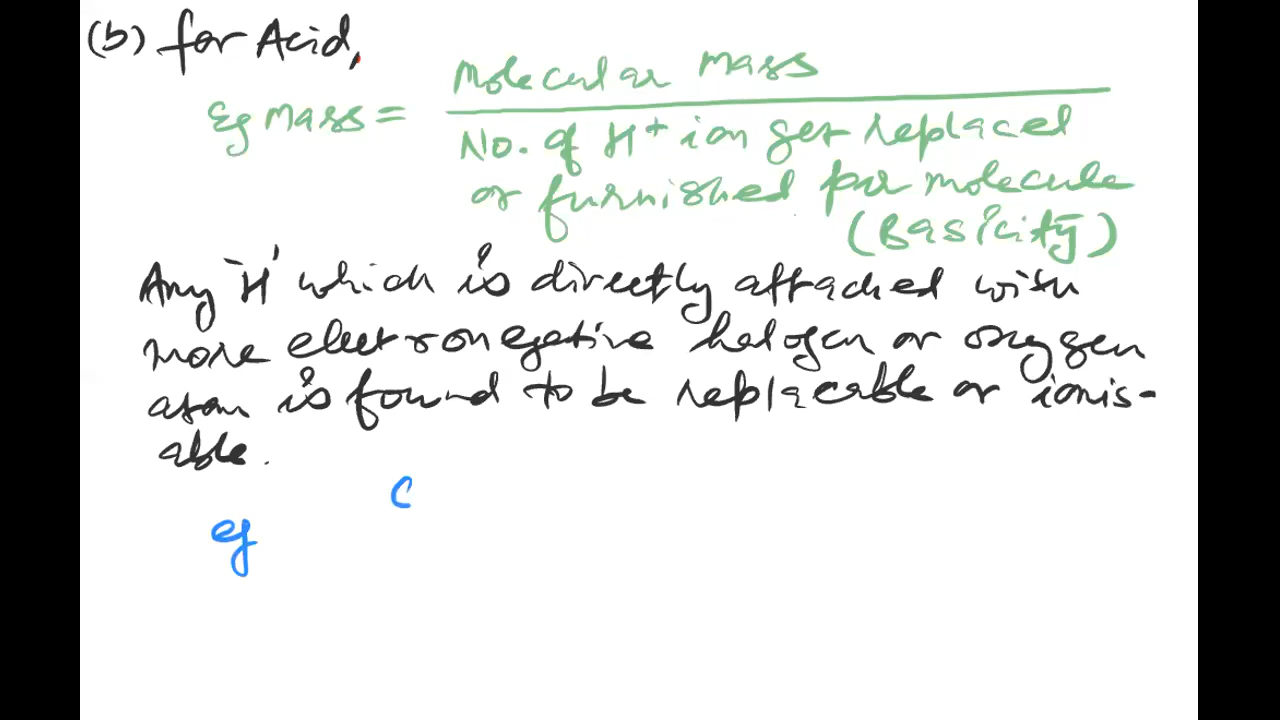 (b) for Acid,
Eq Mass = Molecular Mass
No. of H+ ion get replaced
or furnished per molecule
(Basicity)
Any 'H' which is directly attached with
more electronegative halogen or oxygen
atom is found to be replacable or ionis-
able.
C
eg